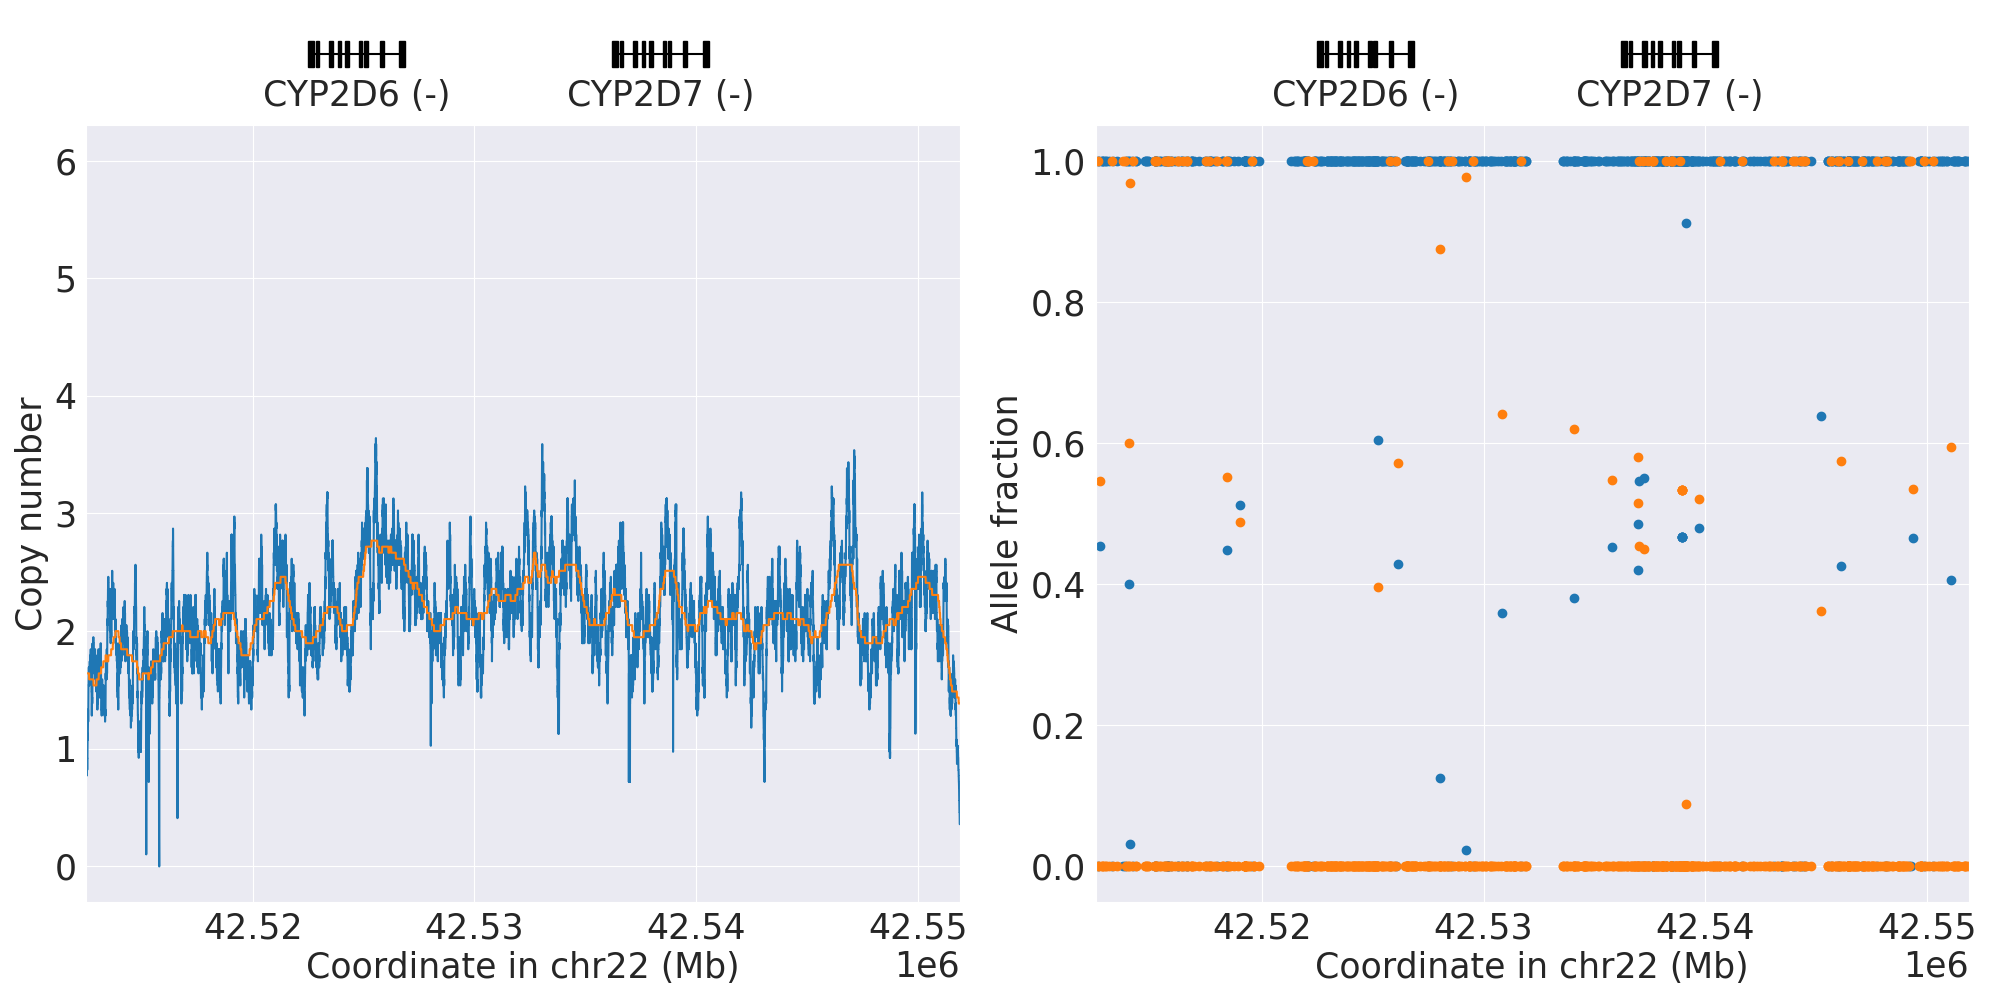 CYP2D6 (-) CYP2D7 (-)
6
5
4
3
2
1
0
Copy number
42.52 42.53 42.54 42.55
Coordinate in chr22 (Mb) 1e6
CYP2D6 (-) CYP2D7 (-)
1.0
0.8
0.6
0.4
0.2
0.0
Allele fraction
42.52 42.53 42.54 42.55
Coordinate in chr22 (Mb) 1e6